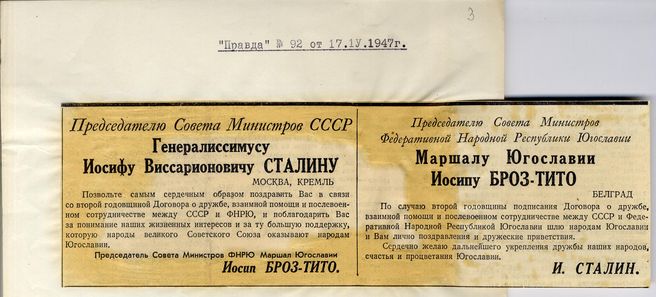 3
"Правда" № 92 от 17.IУ.1947г.
Председателю Совета Министров СССР
Генералиссимусу
Иосифу Виссарионовичу СТАЛИНУ
МОСКВА, КРЕМЛЬ
Позвольте самым сердечным образом поздравить Вас в связи
со второй годовщиной Договора о дружбе, взаимной помощи и послевоен-
ном сотрудничестве между СССР и ФНРЮ, и поблагодарить Вас
за понимание наших жизненных интересов и за ту большую поддержку,
которую народы великого Советского Союза оказывают народам
Югославии.
Председатель Совета Министров ФНРЮ Маршал Югославии
Иосип БРОЗ-ТИТО.
Председателю Совета Министров
Федеративной Народной Республики Югославии
Маршалу Югославии
Иосипу БРОЗ-ТИТО
БЕЛГРАД
По случаю второй годовщины подписания Договора о дружбе,
взаимной помощи и послевоенном сотрудничестве между СССР и Феде-
ративной Народной Республикой Югославией шлю народам Югославии
и Вам лично поздравления и дружеские приветствия.
Сердечно желаю дальнейшего укрепления дружбы наших народов,
счастья и процветания Югославии.
И. СТАЛИН.